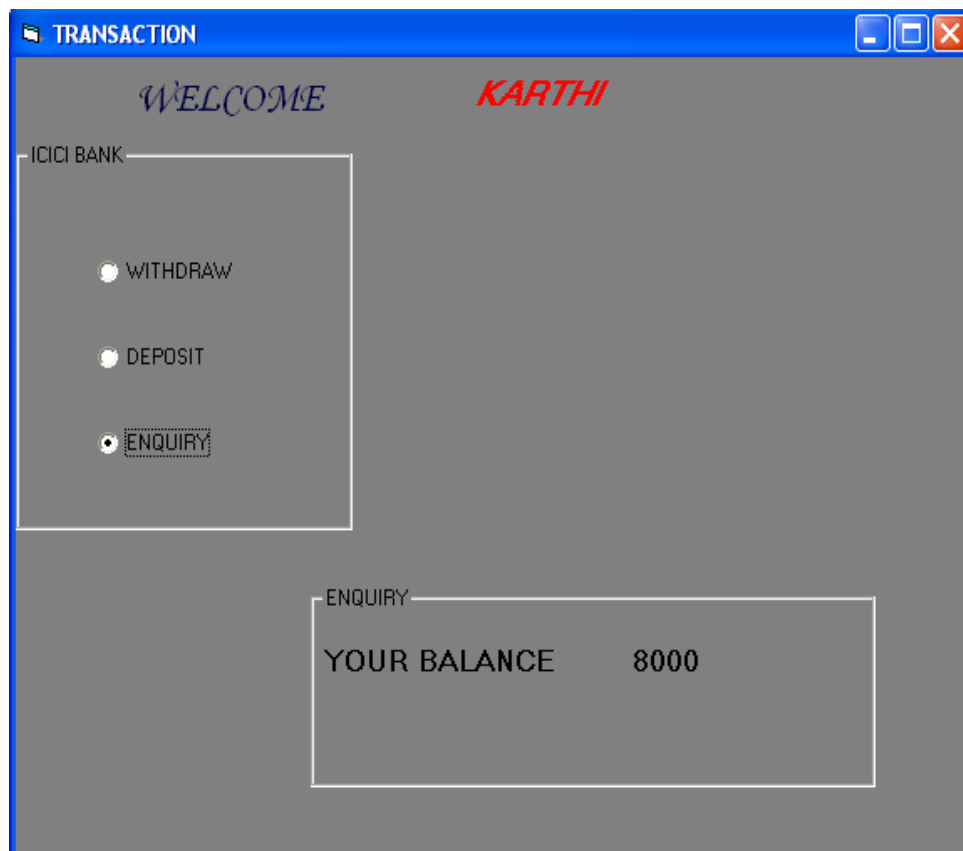 TRANSACTION
WELCOME KARTHI
ICICI BANK
WITHDRAW
DEPOSIT
ENQUIRY
ENQUIRY
YOUR BALANCE 8000